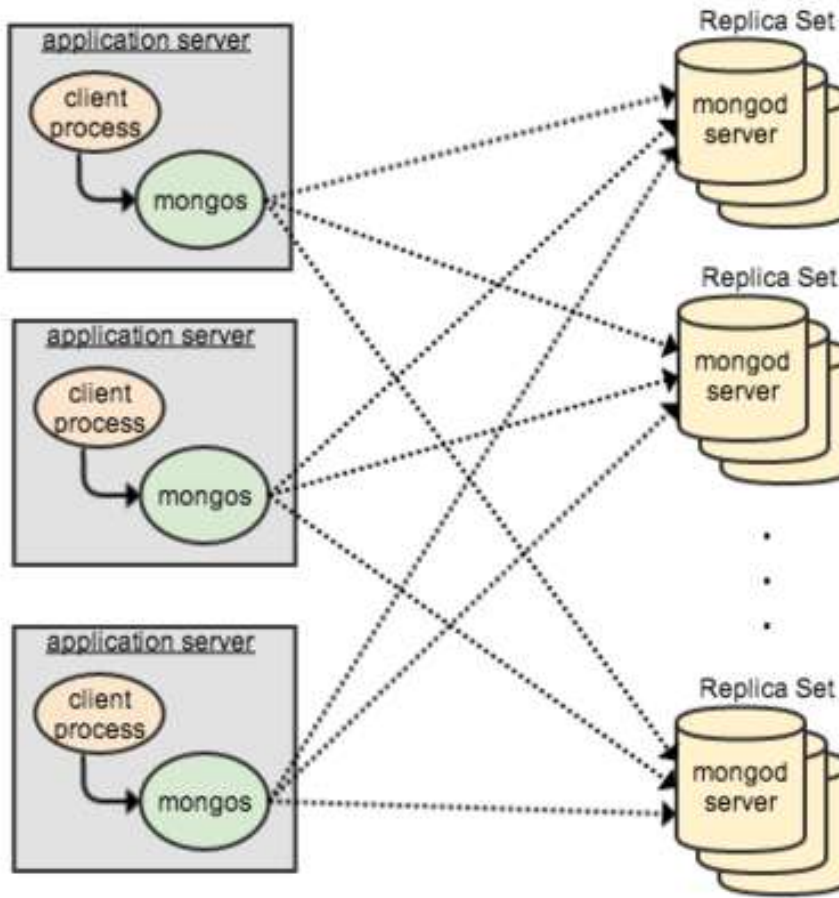 application server
client
process
mongos
application server
client
process
mongos
application server
client
process
mongos
Replica Set
mongod
server
Replica Set
mongod
server
Replica Set
mongod
server